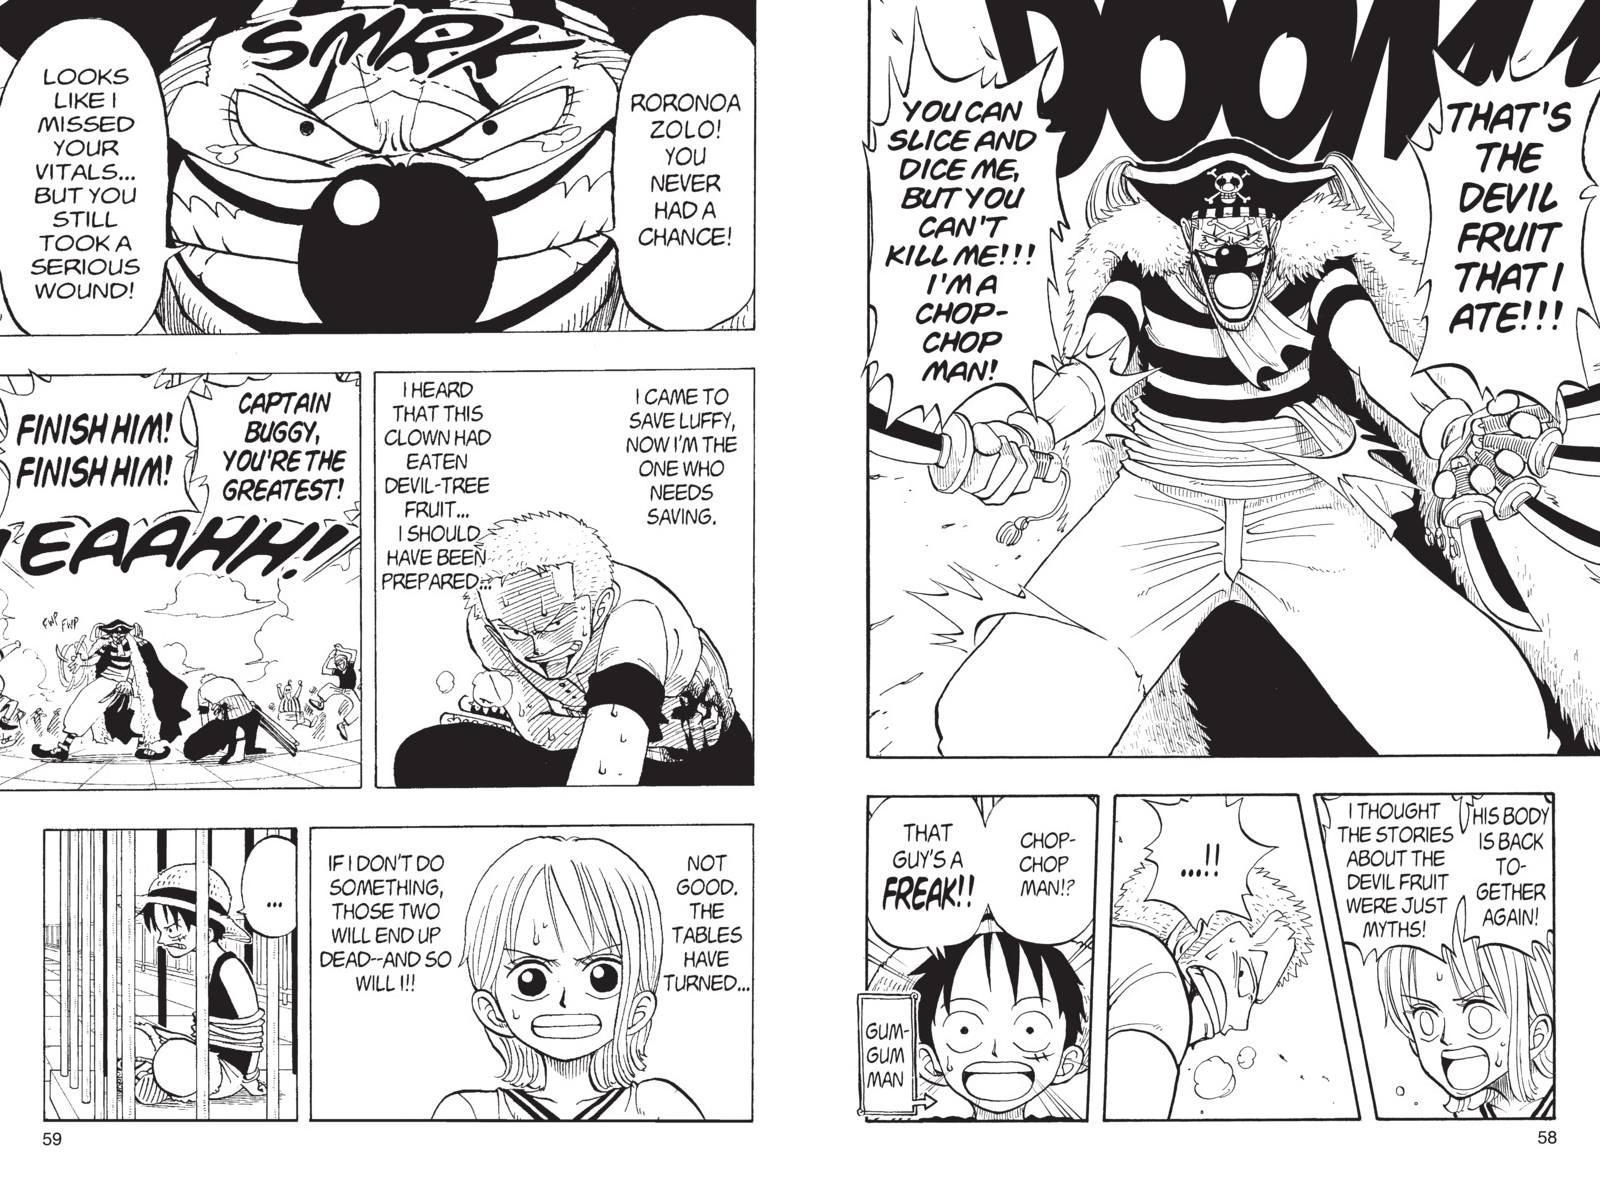 DOOM
THAT'S
THE
DEVIL
FRUIT
THAT I
ATE!!!
YOU CAN
SLICE AND
DICE ME,
BUT YOU
CAN'T
KILL ME!!!
I'M A
CHOP-
CHOP
MAN!
HIS BODY
IS BACK
TO-
GETHER
AGAIN!
I THOUGHT
THE STORIES
ABOUT THE
DEVIL FRUIT
WERE JUST
MYTHS!
...!!
CHOP-
CHOP
MAN!?
THAT
GUY'S A
FREAK!!
GUM-
GUM
MAN
58
SMRK
RORONOA
ZOLO!
YOU
NEVER
HAD A
CHANCE!
LOOKS
LIKE I
MISSED
YOUR
VITALS...
BUT YOU
STILL
TOOK A
SERIOUS
WOUND!
I CAME TO
SAVE LUFFY,
NOW I'M THE
ONE WHO
NEEDS
SAVING.
I HEARD
THAT THIS
CLOWN HAD
EATEN
DEVIL-TREE
FRUIT...
I SHOULD
HAVE BEEN
PREPARED...
CAPTAIN
BUGGY,
YOU'RE THE
GREATEST!
FINISH HIM!
FINISH HIM!
YEAAHH!
FWP FWP
NOT
GOOD.
THE
TABLES
HAVE
TURNED...
IF I DON'T DO
SOMETHING,
THOSE TWO
WILL END UP
DEAD--AND SO
WILL I!!
...
59